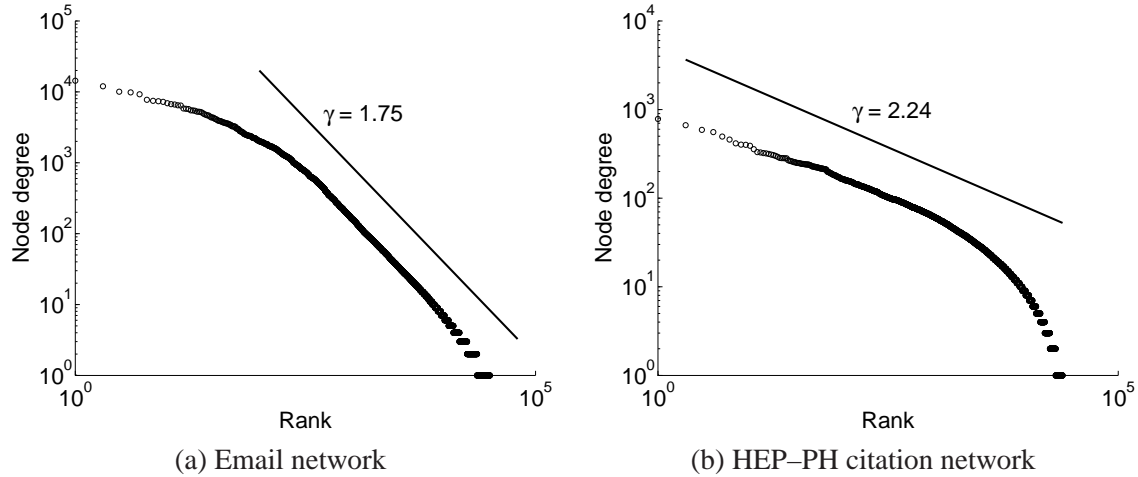 10^5
10^4
10^3
10^2
10^1
10^0
Node degree
γ = 1.75
10^0
10^5
Rank
(a) Email network
10^4
10^3
10^2
10^1
10^0
Node degree
γ = 2.24
10^0
10^5
Rank
(b) HEP–PH citation network